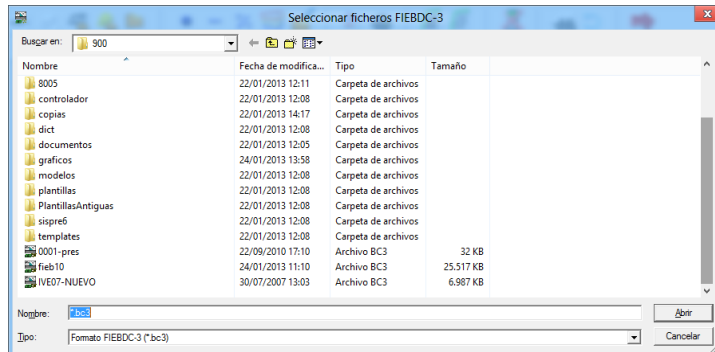 Seleccionar ficheros FIEBDC-3
x
Buscar en: 900
Nombre Fecha de modifica... Tipo Tamaño
8005 22/01/2013 12:11 Carpeta de archivos
controlador 22/01/2013 12:08 Carpeta de archivos
copias 22/01/2013 14:17 Carpeta de archivos
dict 22/01/2013 12:08 Carpeta de archivos
documentos 22/01/2013 12:05 Carpeta de archivos
graficos 24/01/2013 13:58 Carpeta de archivos
modelos 22/01/2013 12:08 Carpeta de archivos
plantillas 22/01/2013 12:08 Carpeta de archivos
PlantillasAntiguas 22/01/2013 12:08 Carpeta de archivos
sispre6 22/01/2013 12:08 Carpeta de archivos
templates 22/01/2013 12:08 Carpeta de archivos
0001-pres 22/09/2010 17:10 Archivo BC3 32 KB
fieb10 24/01/2013 11:10 Archivo BC3 25.517 KB
IVE07-NUEVO 30/07/2007 13:03 Archivo BC3 6.987 KB
Nombre: *.bc3 Abrir
Tipo: Formato FIEBDC-3 (*.bc3) Cancelar